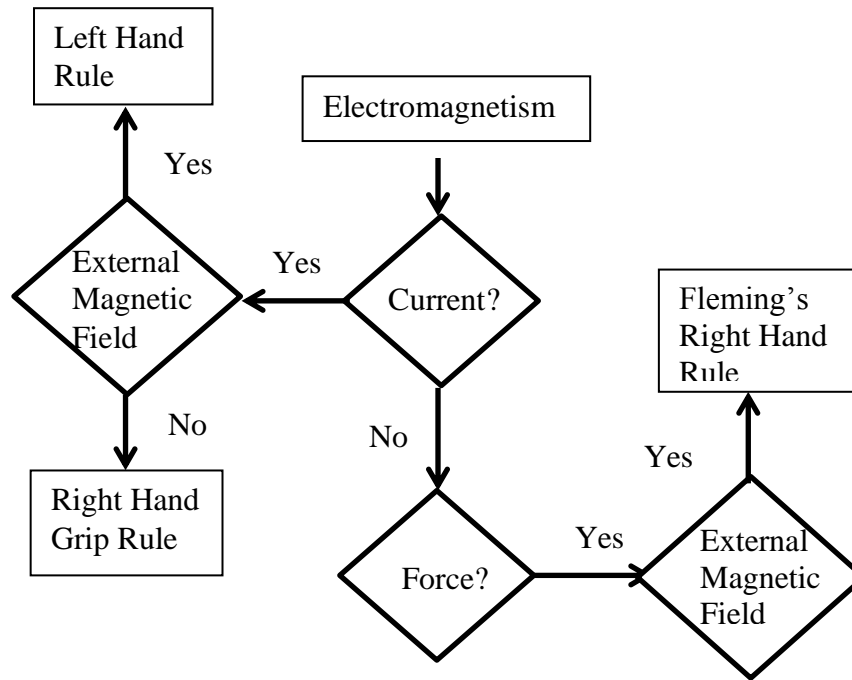 Left Hand
Rule
Electromagnetism
Yes
External
Magnetic
Field
Yes
Current?
Fleming’s
Right Hand
Rule
No
No
Yes
Right Hand
Grip Rule
Force?
Yes
External
Magnetic
Field